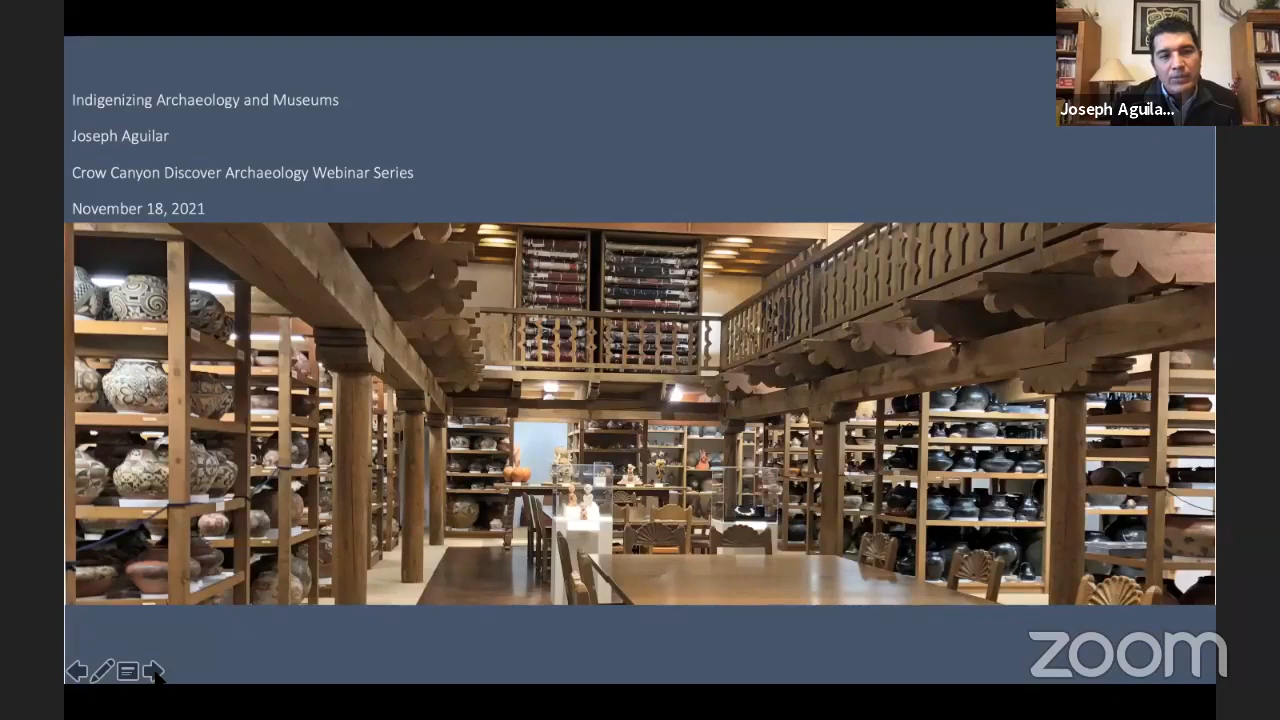 Indigenizing Archaeology and Museums
Joseph Aguilar
Crow Canyon Discover Archaeology Webinar Series
November 18, 2021
Joseph Aguila...
zoom